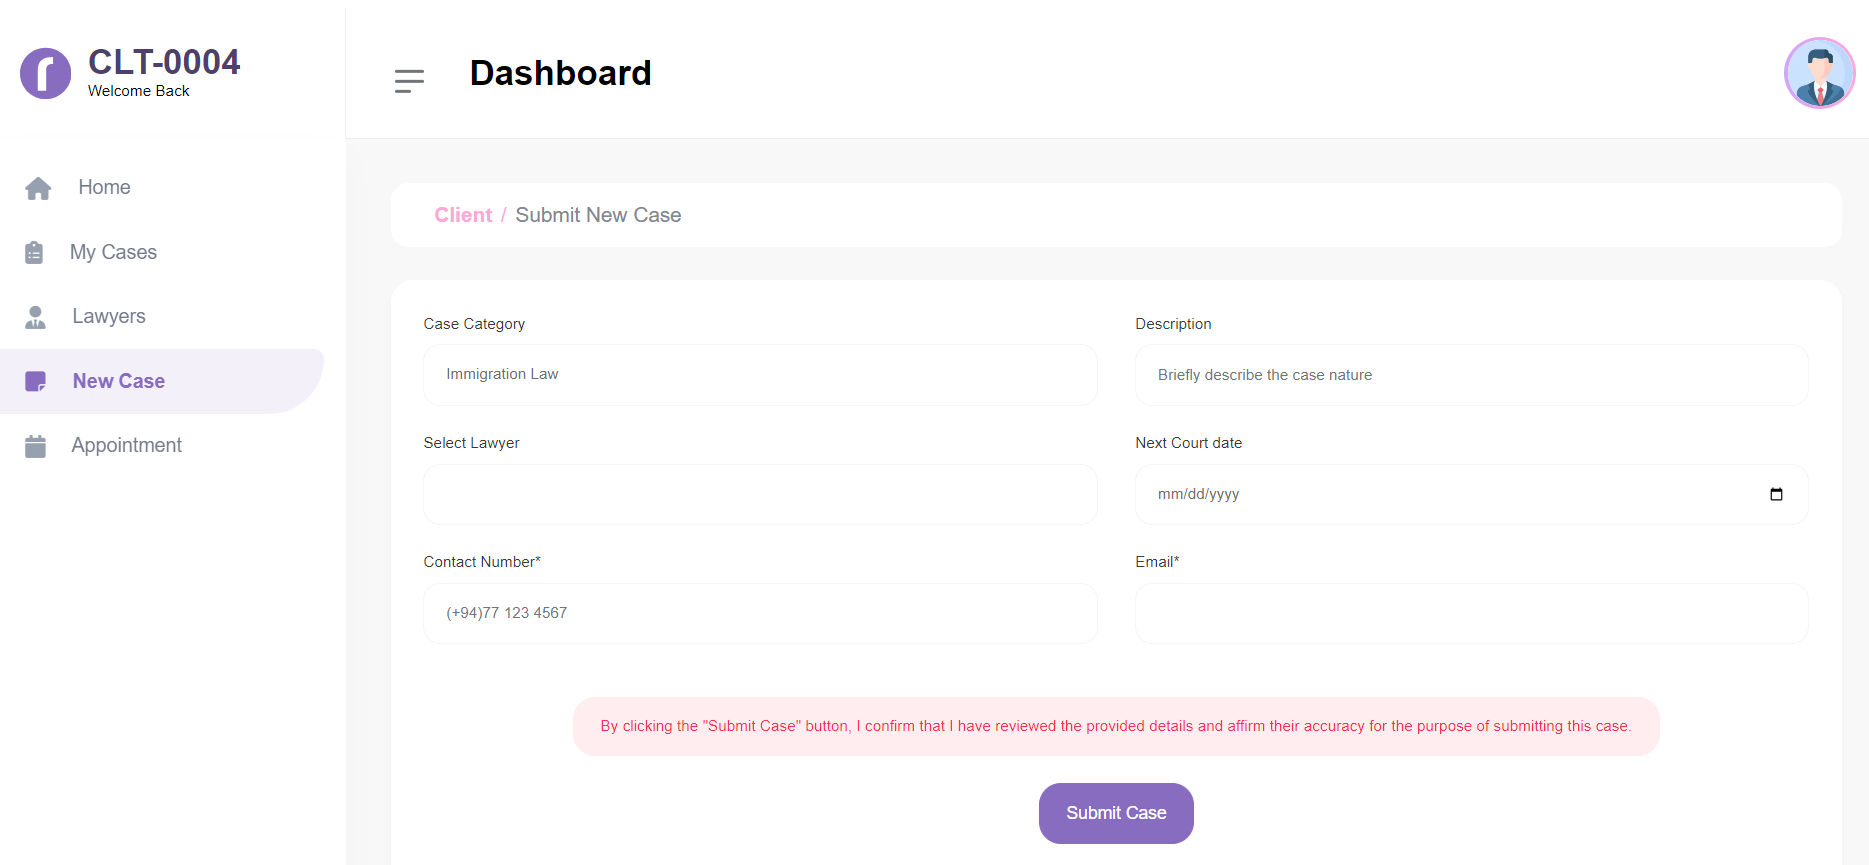 CLT-0004
Welcome Back
Dashboard
Home
My Cases
Lawyers
New Case
Appointment
Client / Submit New Case
Case Category
Description
Immigration Law
Briefly describe the case nature
Select Lawyer
Next Court date
mm/dd/yyyy
Contact Number*
Email*
(+94)77 123 4567
By clicking the "Submit Case" button, I confirm that I have reviewed the provided details and affirm their accuracy for the purpose of submitting this case.
Submit Case